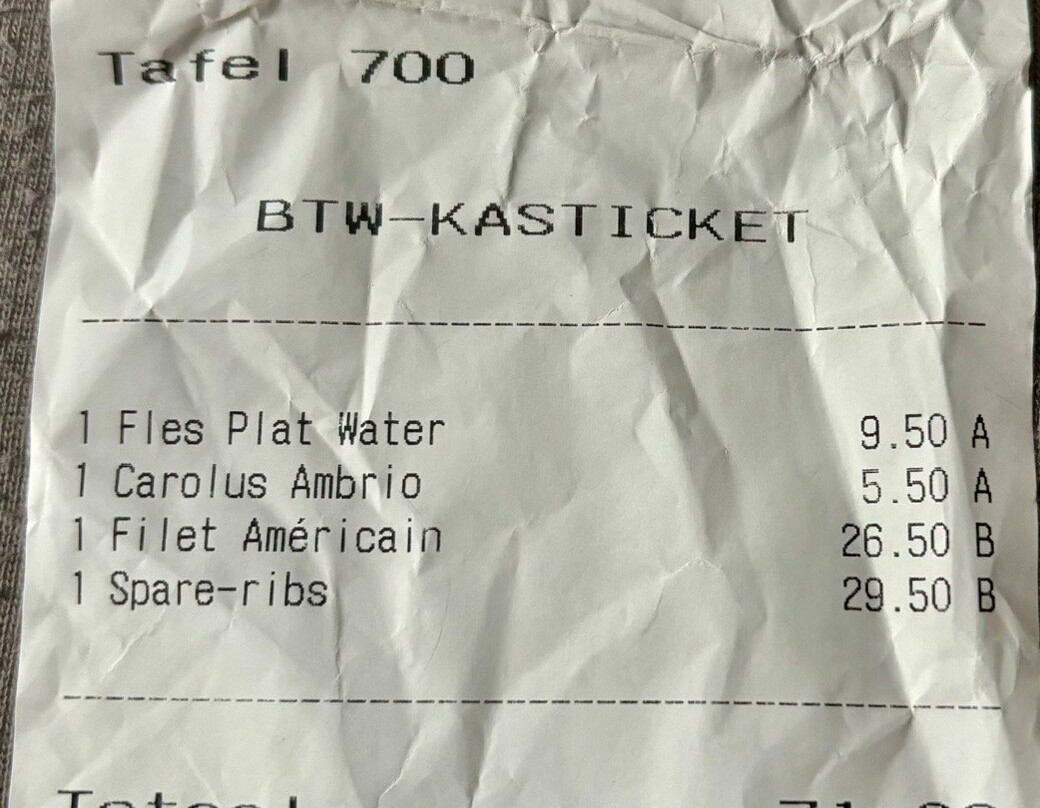 Tafel 700
BTW-KASTICKET
1 Fles Plat Water 9.50 A
1 Carolus Ambrio 5.50 A
1 Filet Américain 26.50 B
1 Spare-ribs 29.50 B
Totaal